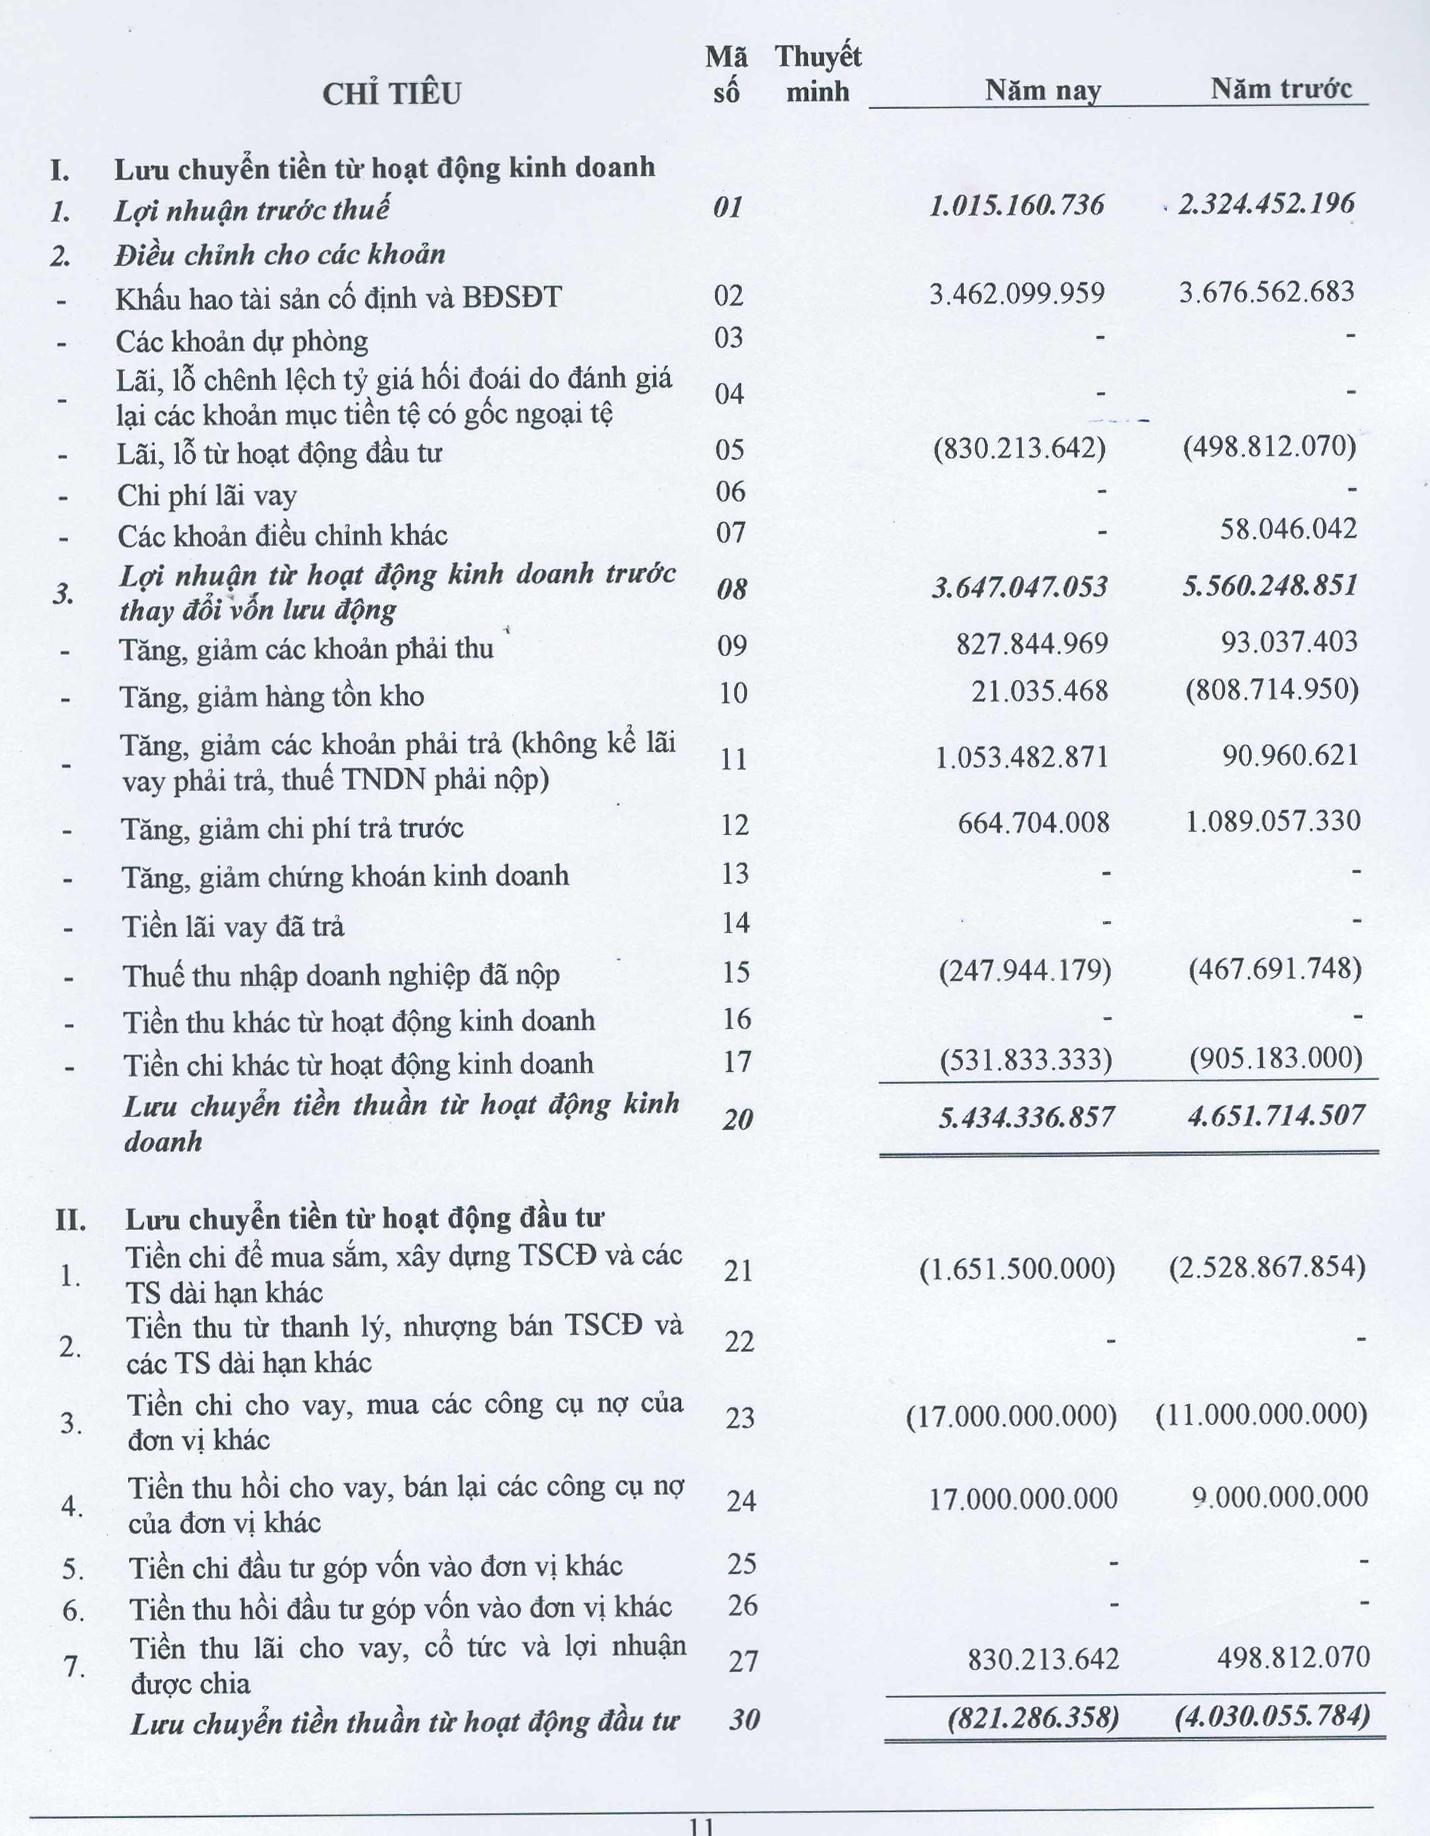 CHỈ TIÊU Mã số Thuyết minh Năm nay Năm trước
I. Lưu chuyển tiền từ hoạt động kinh doanh
1. Lợi nhuận trước thuế 01 1.015.160.736 2.324.452.196
2. Điều chỉnh cho các khoản
- Khấu hao tài sản cố định và BĐSĐT 02 3.462.099.959 3.676.562.683
- Các khoản dự phòng 03 - -
- Lãi, lỗ chênh lệch tỷ giá hối đoái do đánh giá
lại các khoản mục tiền tệ có gốc ngoại tệ 04 - -
- Lãi, lỗ từ hoạt động đầu tư 05 (830.213.642) (498.812.070)
- Chi phí lãi vay 06 - -
- Các khoản điều chỉnh khác 07 - 58.046.042
3. Lợi nhuận từ hoạt động kinh doanh trước
thay đổi vốn lưu động 08 3.647.047.053 5.560.248.851
- Tăng, giảm các khoản phải thu 09 827.844.969 93.037.403
- Tăng, giảm hàng tồn kho 10 21.035.468 (808.714.950)
- Tăng, giảm các khoản phải trả (không kể lãi
vay phải trả, thuế TNDN phải nộp) 11 1.053.482.871 90.960.621
- Tăng, giảm chi phí trả trước 12 664.704.008 1.089.057.330
- Tăng, giảm chứng khoán kinh doanh 13 - -
- Tiền lãi vay đã trả 14 - -
- Thuế thu nhập doanh nghiệp đã nộp 15 (247.944.179) (467.691.748)
- Tiền thu khác từ hoạt động kinh doanh 16 - -
- Tiền chi khác từ hoạt động kinh doanh 17 (531.833.333) (905.183.000)
Lưu chuyển tiền thuần từ hoạt động kinh
doanh 20 5.434.336.857 4.651.714.507
II. Lưu chuyển tiền từ hoạt động đầu tư
1. Tiền chi để mua sắm, xây dựng TSCĐ và các
TS dài hạn khác 21 (1.651.500.000) (2.528.867.854)
2. Tiền thu từ thanh lý, nhượng bán TSCĐ và
các TS dài hạn khác 22 - -
3. Tiền chi cho vay, mua các công cụ nợ của
đơn vị khác 23 (17.000.000.000) (11.000.000.000)
4. Tiền thu hồi cho vay, bán lại các công cụ nợ
của đơn vị khác 24 17.000.000.000 9.000.000.000
5. Tiền chi đầu tư góp vốn vào đơn vị khác 25 - -
6. Tiền thu hồi đầu tư góp vốn vào đơn vị khác 26 - -
7. Tiền thu lãi cho vay, cổ tức và lợi nhuận
được chia 27 830.213.642 498.812.070
Lưu chuyển tiền thuần từ hoạt động đầu tư 30 (821.286.358) (4.030.055.784)
11